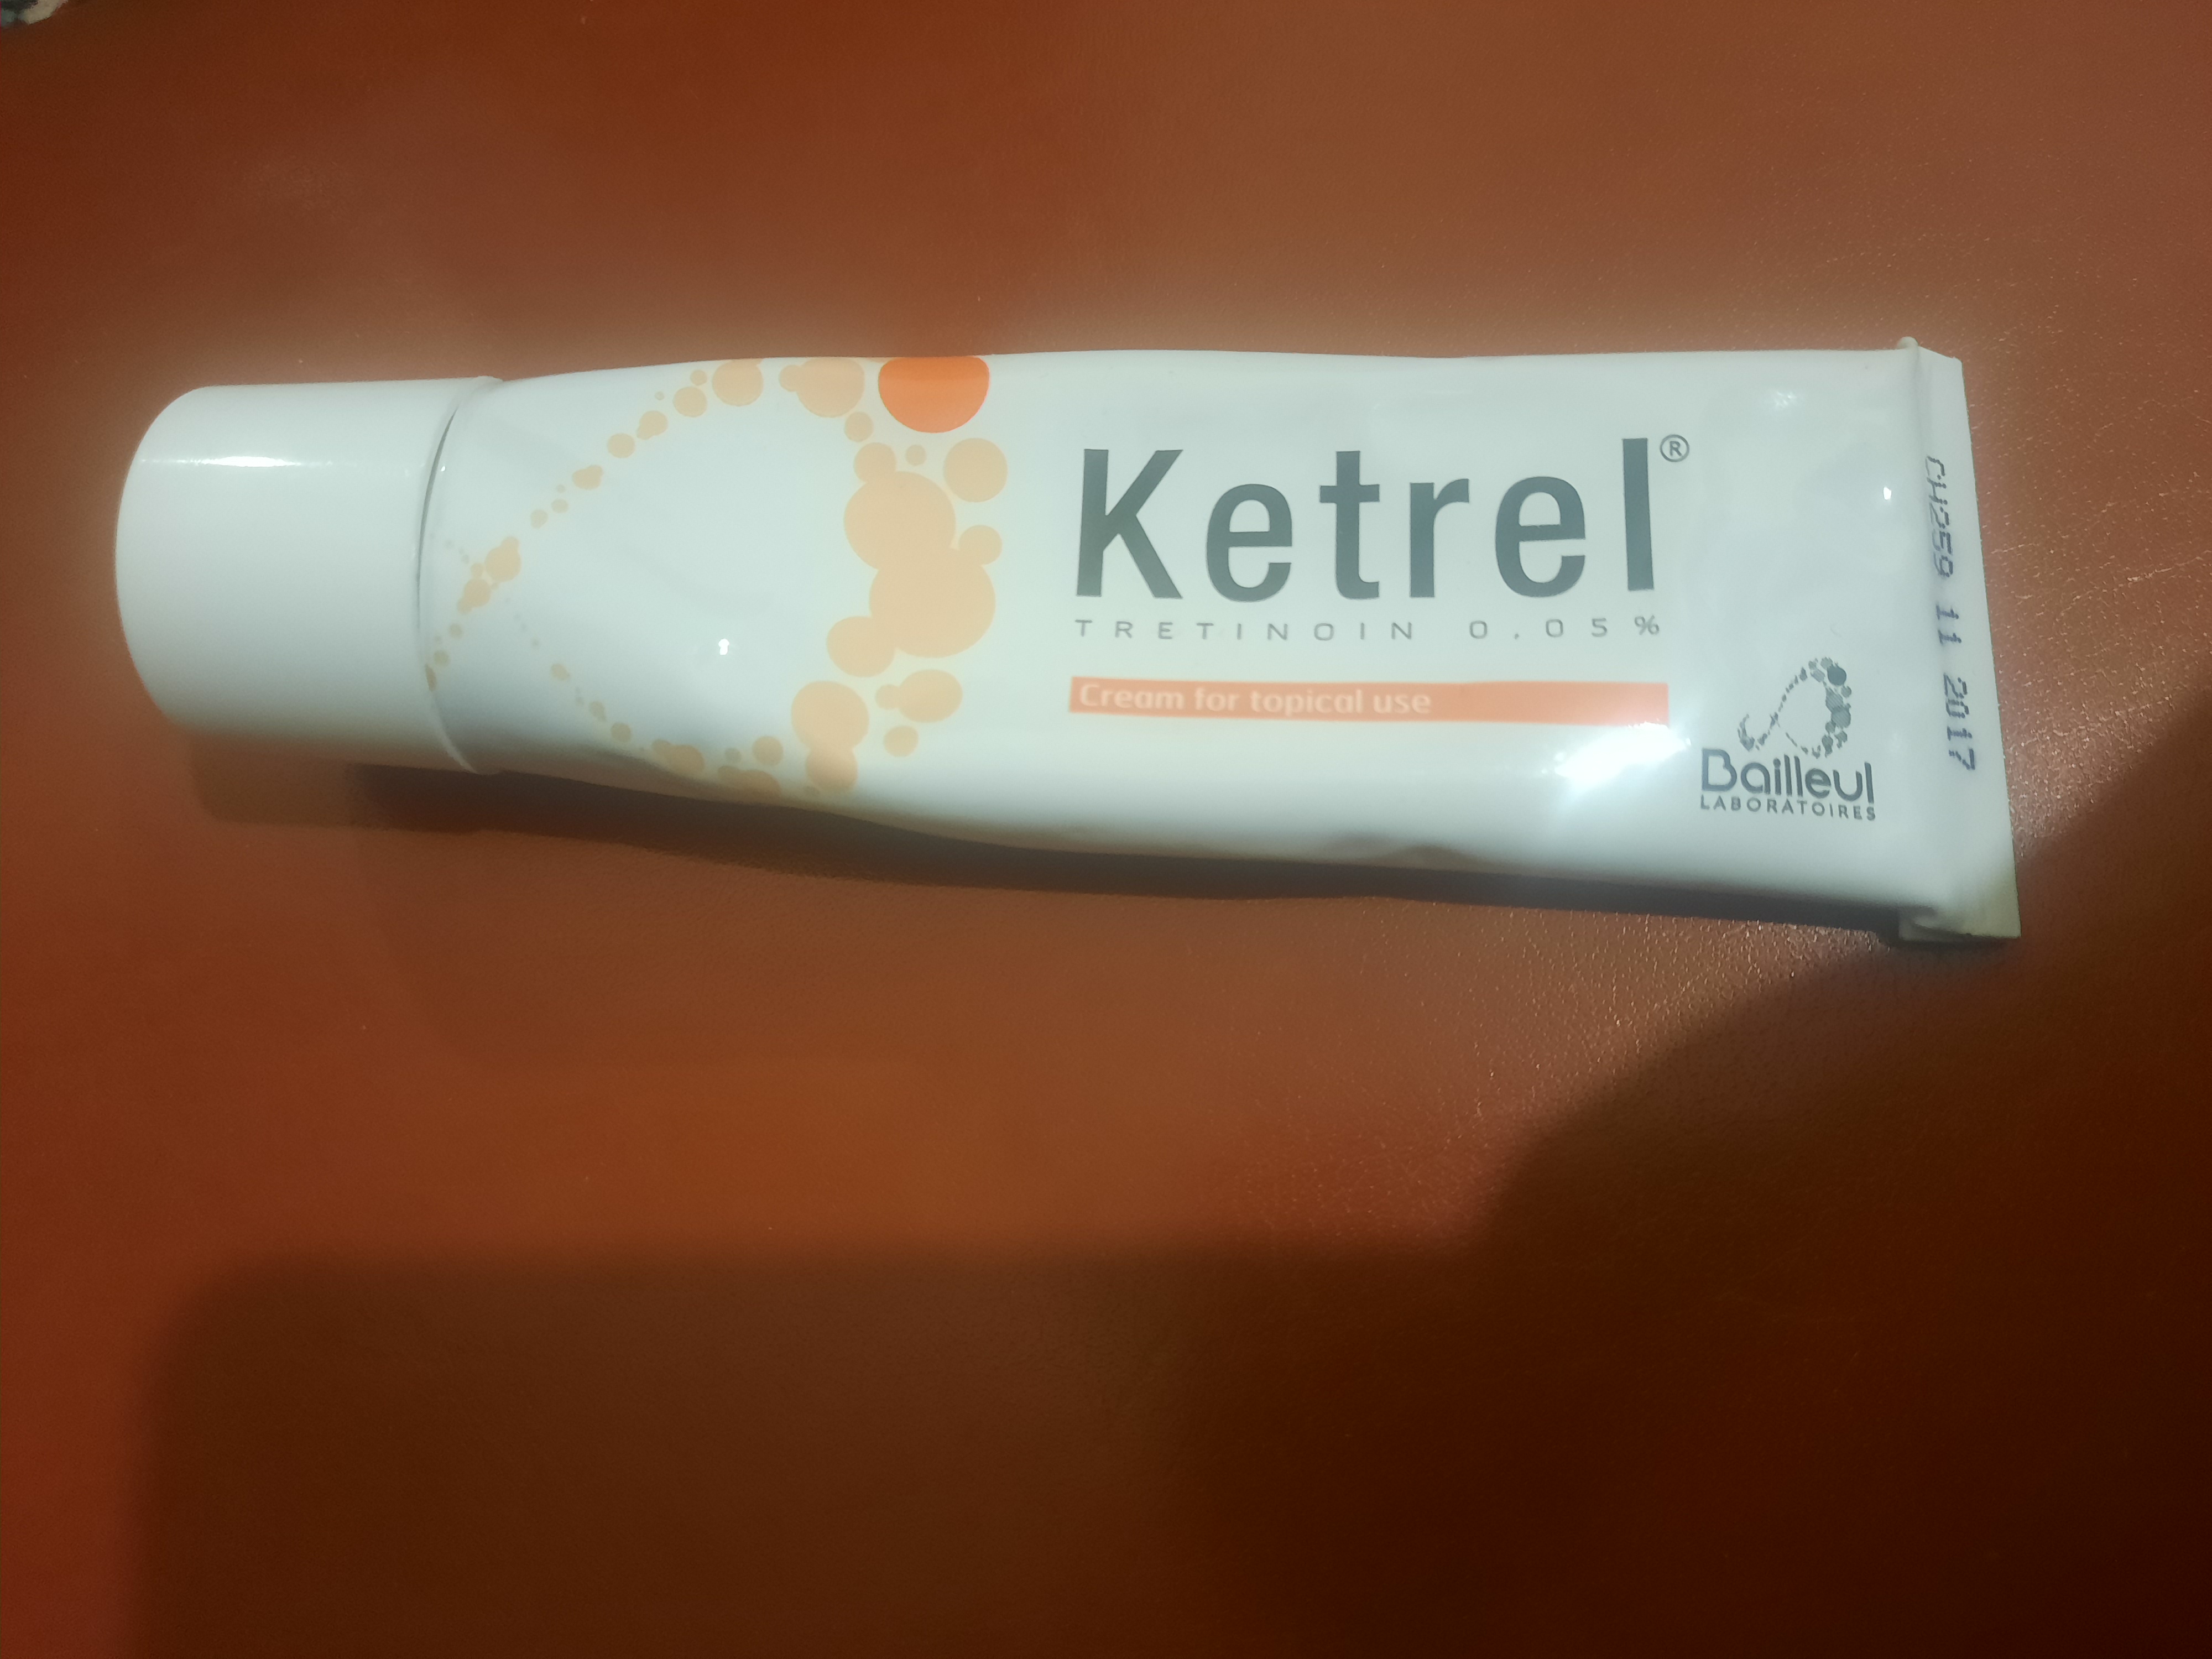 Ketrel®
TRETINOIN 0,05%
Cream for topical use
Bailleul
LABORATOIRES
CH259 11 2017